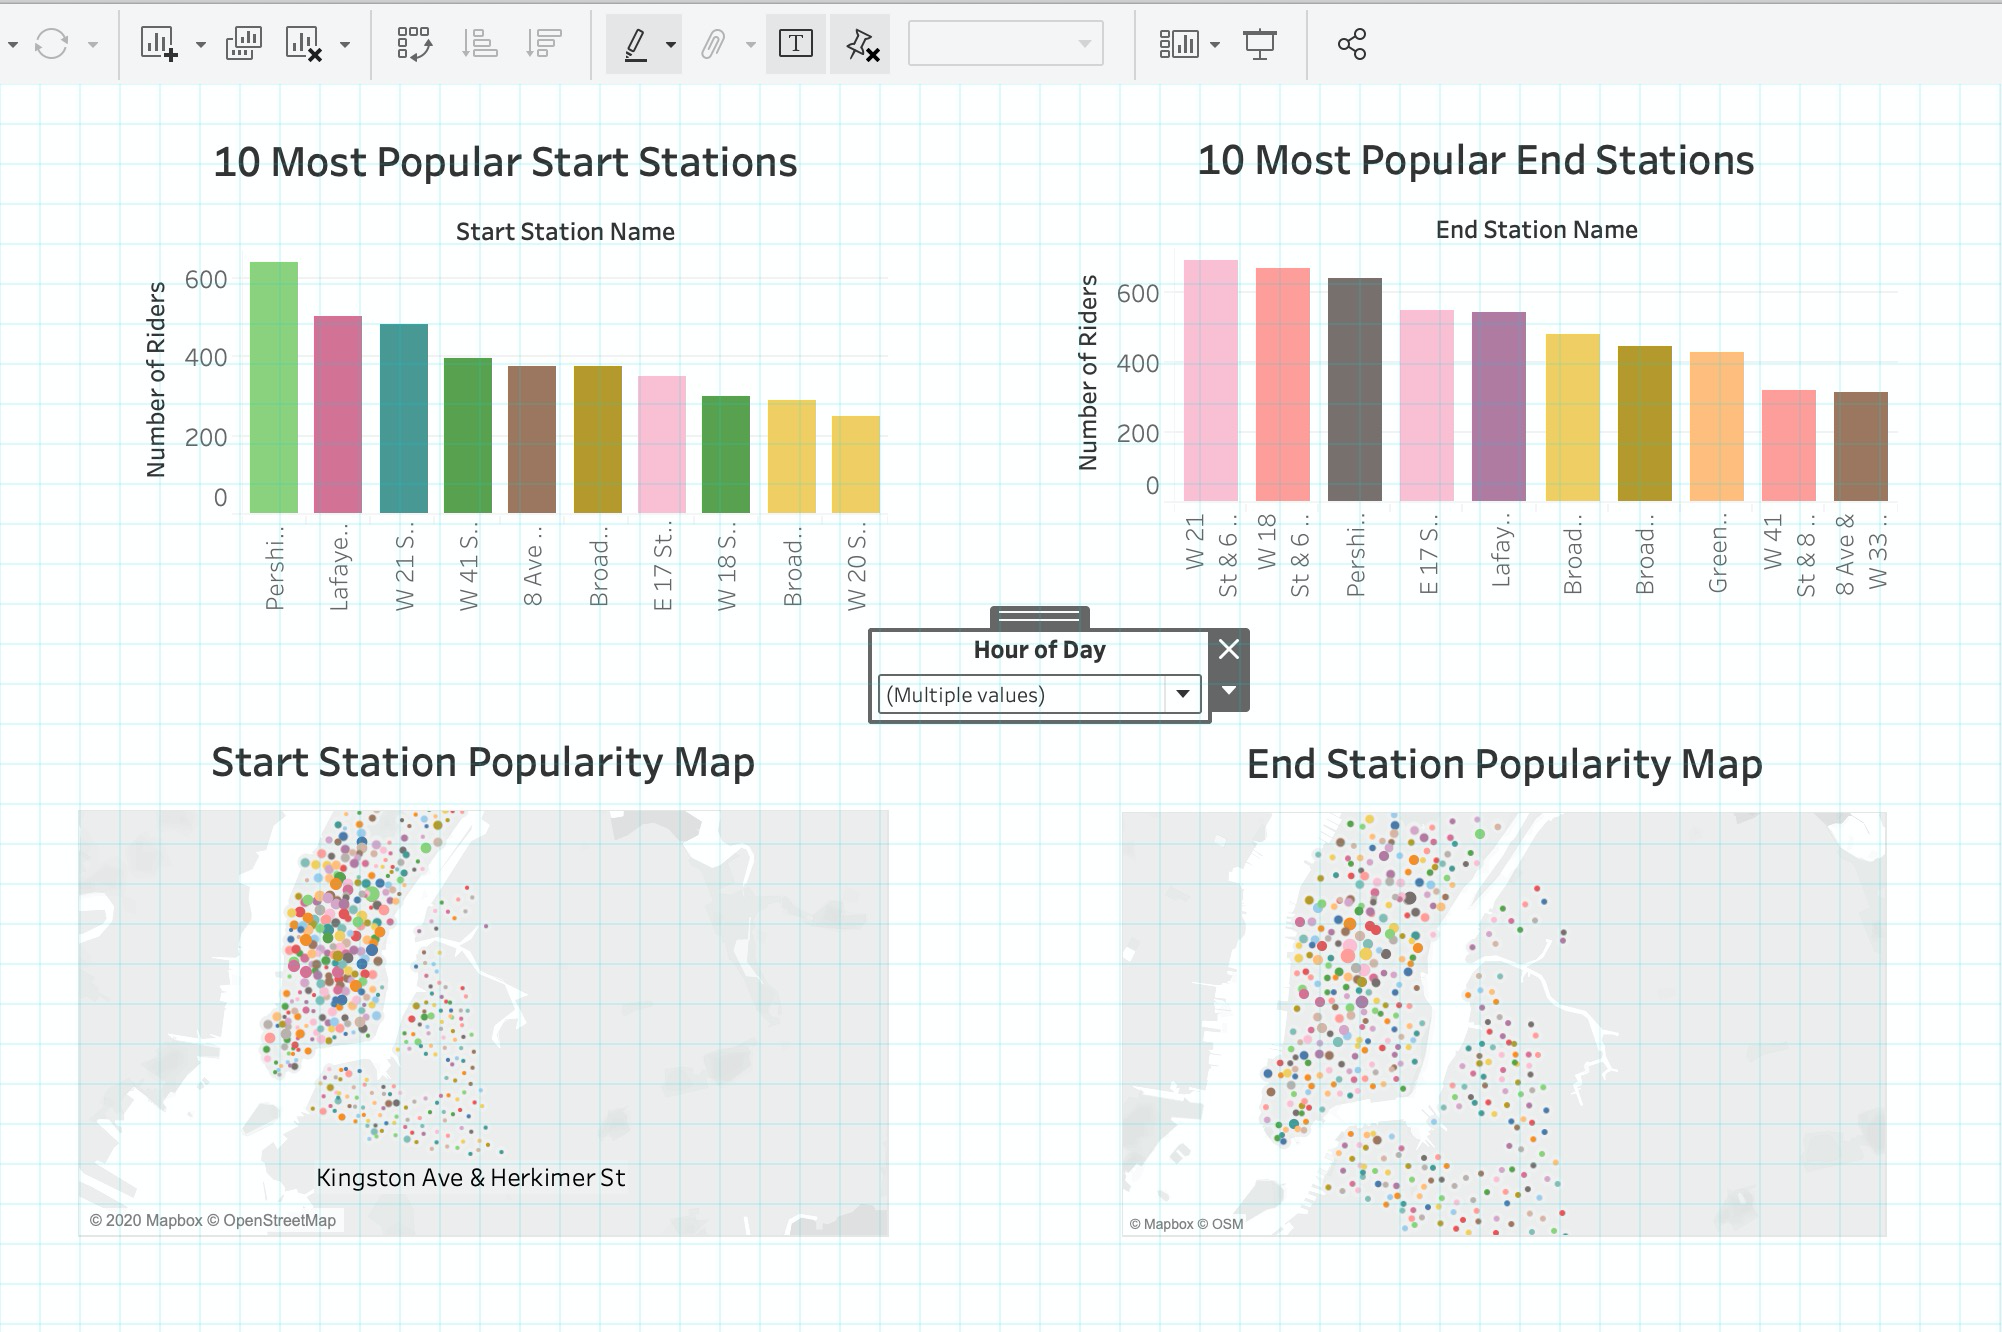 T
10 Most Popular Start Stations
Start Station Name
Number of Riders
600
400
200
0
Pershi..
Lafaye..
W 21 S..
W 41 S..
8 Ave ..
Broad..
E 17 St..
W 18 S..
Broad..
W 20 S..
10 Most Popular End Stations
End Station Name
Number of Riders
600
400
200
0
W 21
St & 6 ..
W 18
St & 6 ..
Pershi..
E 17 S..
Lafay..
Broad..
Broad..
Green..
W 41
St & 8 ..
8 Ave &
W 33 ..
Hour of Day
(Multiple values)
Start Station Popularity Map
Kingston Ave & Herkimer St
© 2020 Mapbox © OpenStreetMap
End Station Popularity Map
© Mapbox © OSM